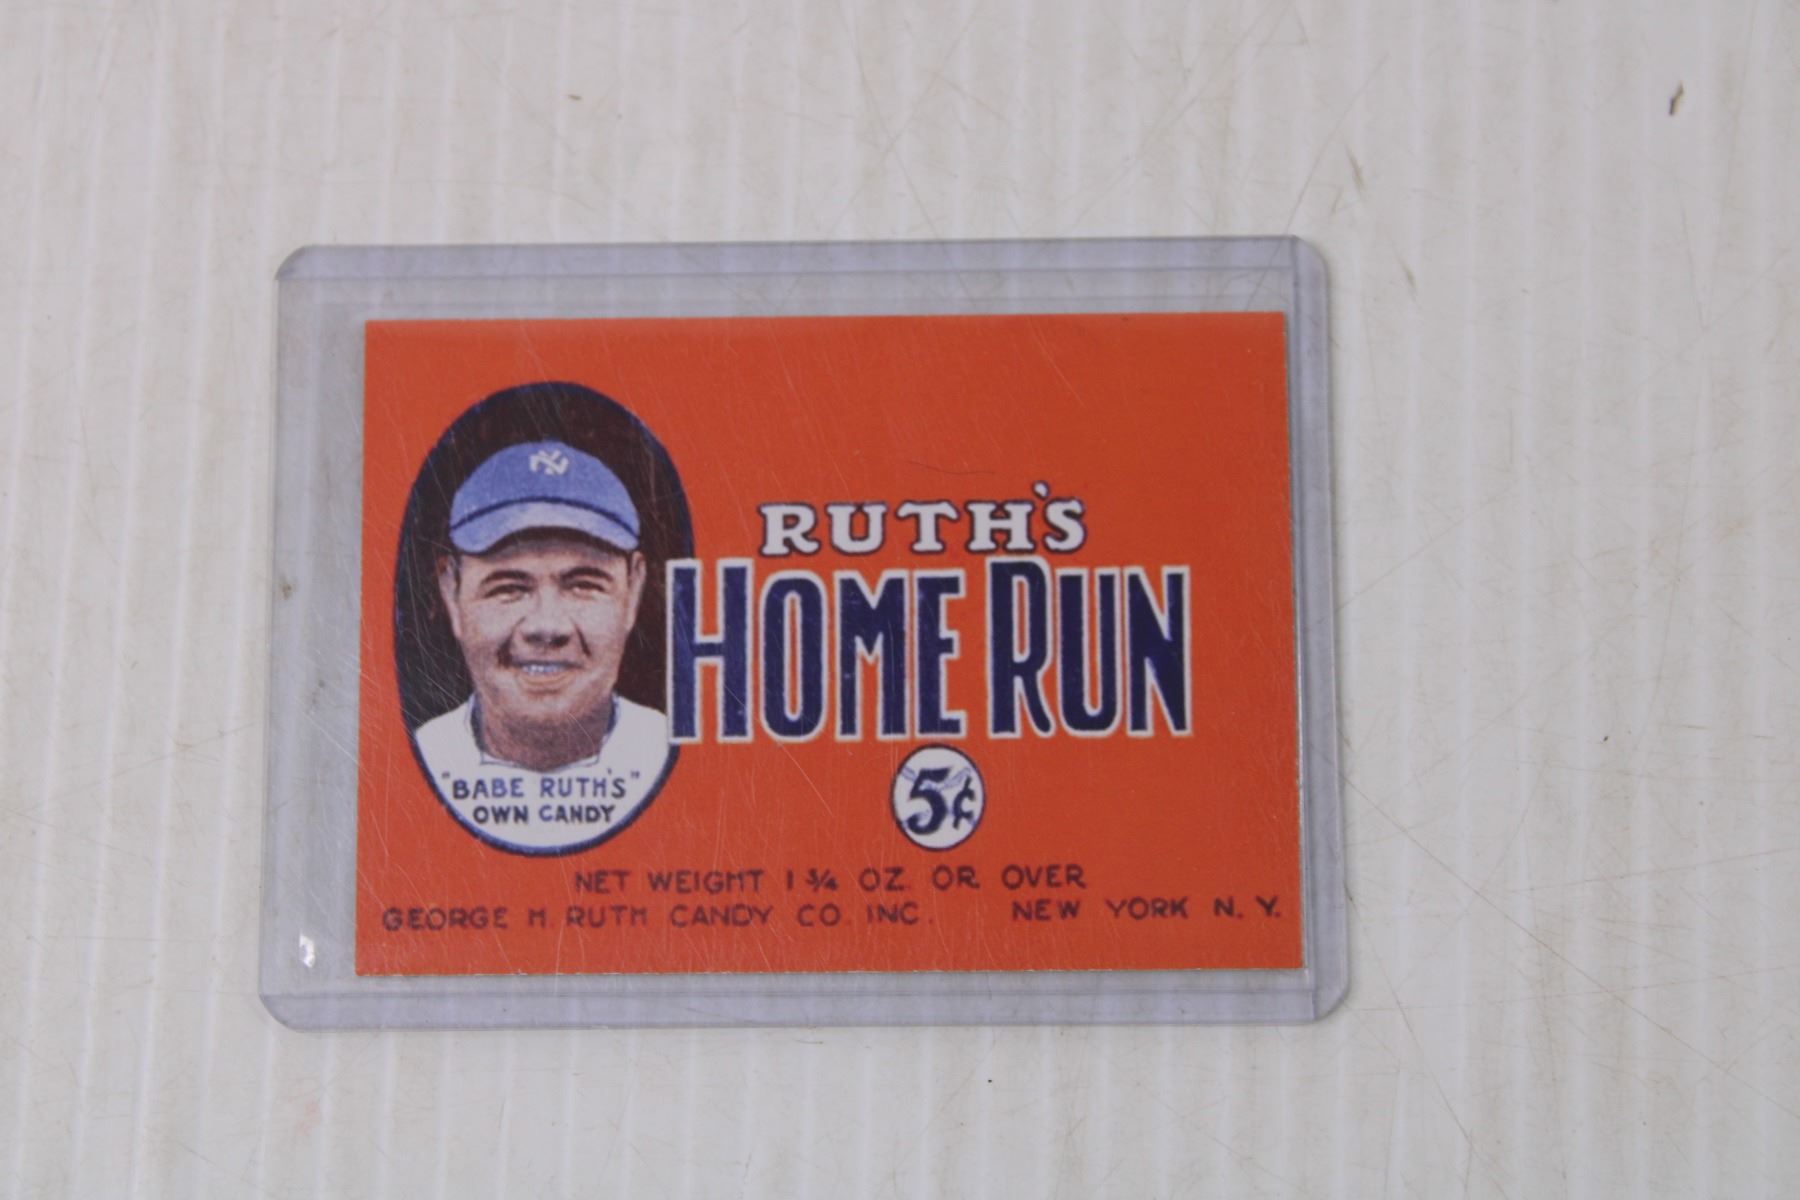 NY
RUTH'S
HOME RUN
5¢
"BABE RUTH'S"
OWN CANDY
NET WEIGHT 1 3/4 OZ. OR OVER
GEORGE H. RUTH CANDY CO. INC. NEW YORK N. Y.